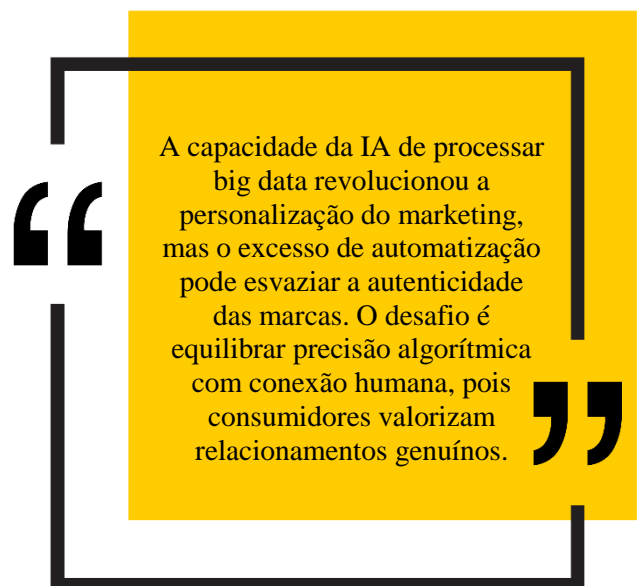 “
A capacidade da IA de processar
big data revolucionou a
personalização do marketing,
mas o excesso de automatização
pode esvaziar a autenticidade
das marcas. O desafio é
equilibrar precisão algorítmica
com conexão humana, pois
consumidores valorizam
relacionamentos genuínos.
”